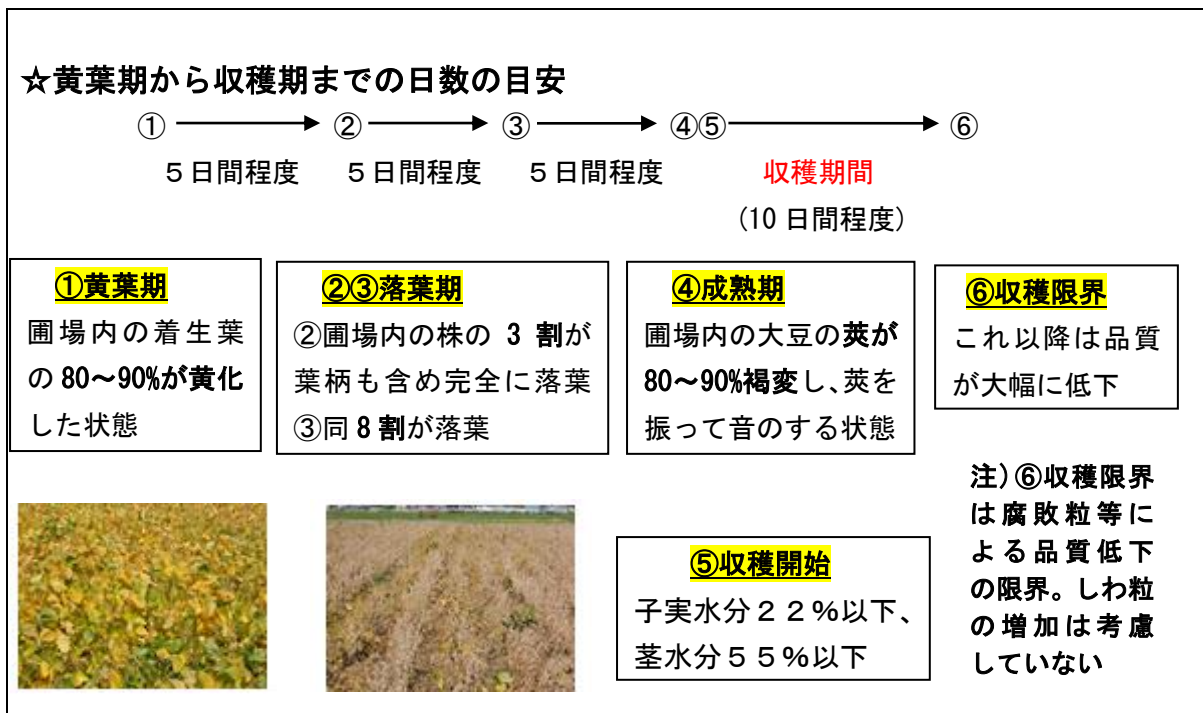 ☆黄葉期から収穫期までの日数の目安
① → ② → ③ → ④⑤ → ⑥
５日間程度 ５日間程度 ５日間程度 収穫期間
(10 日間程度)
①黄葉期
圃場内の着生葉
の 80～90%が黄化
した状態
②③落葉期
②圃場内の株の 3 割が
葉柄も含め完全に落葉
③同 8 割が落葉
④成熟期
圃場内の大豆の莢が
80～90%褐変し、莢を
振って音のする状態
⑤収穫開始
子実水分２２%以下、
茎水分５５%以下
⑥収穫限界
これ以降は品質
が大幅に低下
注)⑥収穫限界
は腐敗粒等に
よる品質低下
の限界。しわ粒
の増加は考慮
していない